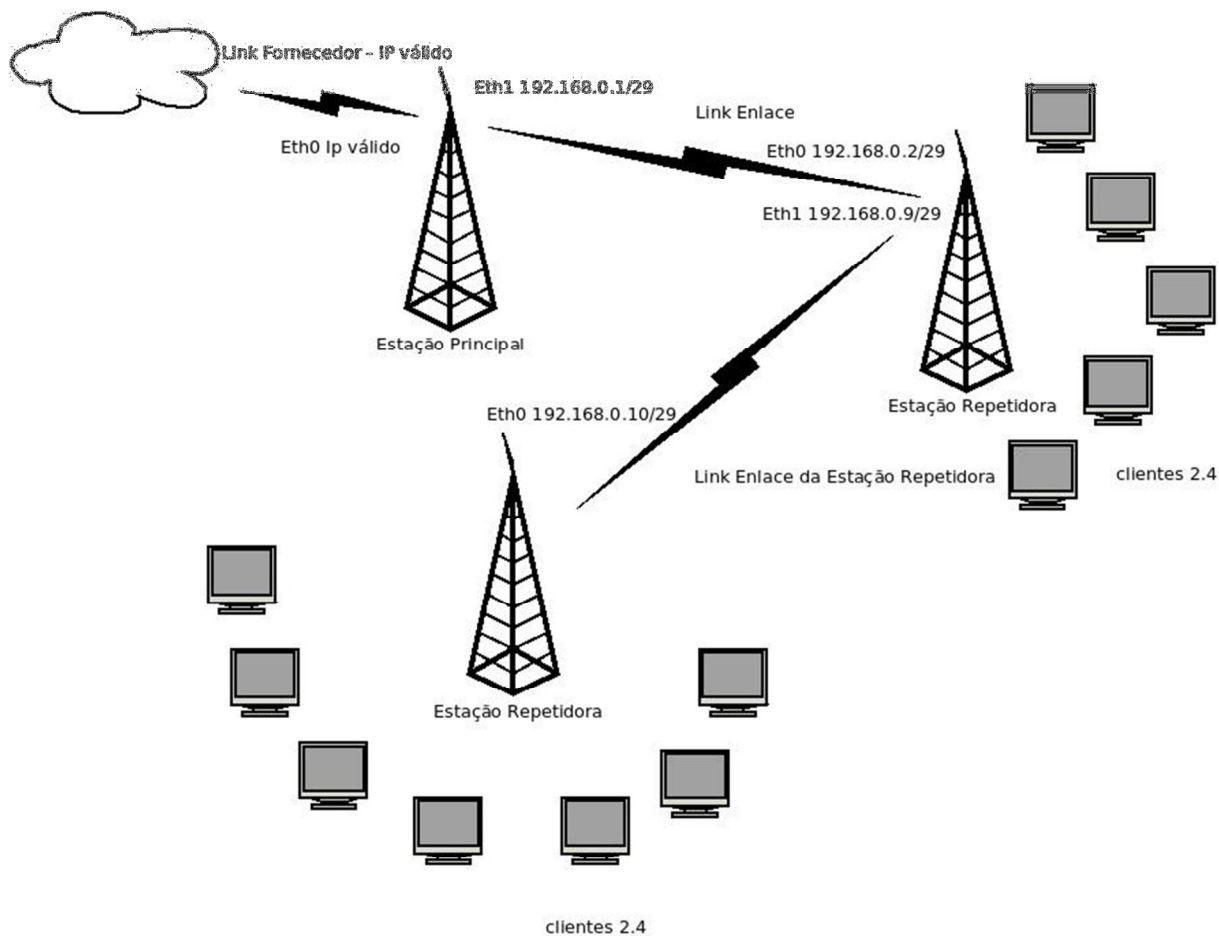 Link Fornecedor - IP válido
Eth1 192.168.0.1/29
Link Enlace
Eth0 Ip válido
Eth0 192.168.0.2/29
Eth1 192.168.0.9/29
Estação Principal
Estação Repetidora
Eth0 192.168.0.10/29
Link Enlace da Estação Repetidora
clientes 2.4
Estação Repetidora
clientes 2.4